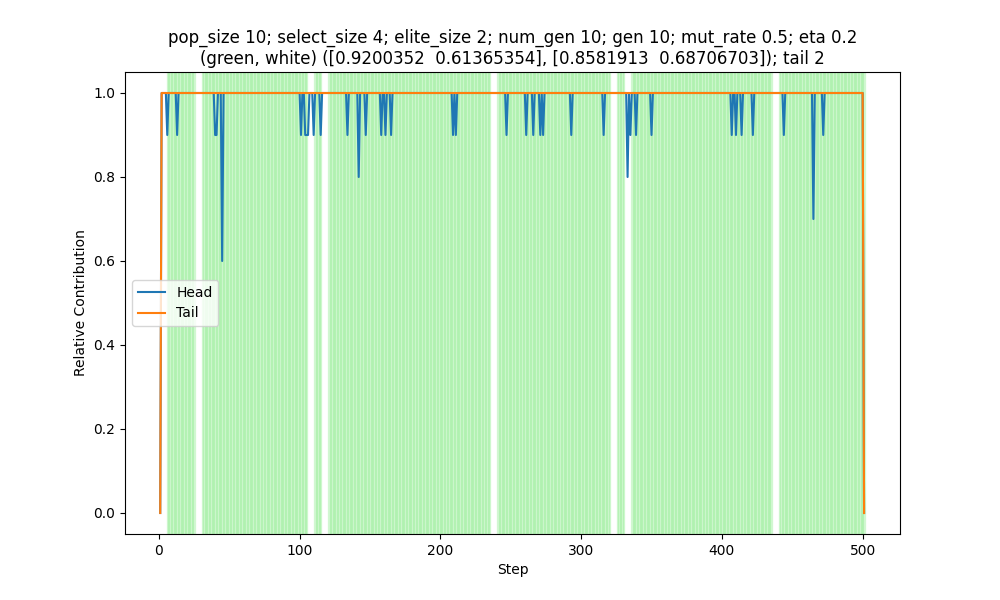 pop_size 10; select_size 4; elite_size 2; num_gen 10; gen 10; mut_rate 0.5; eta 0.2
(green, white) ([0.9200352  0.61365354], [0.8581913  0.68706703]); tail 2
1.0
0.8
0.6
0.4
0.2
0.0
Relative Contribution
Head
Tail
0 100 200 300 400 500
Step